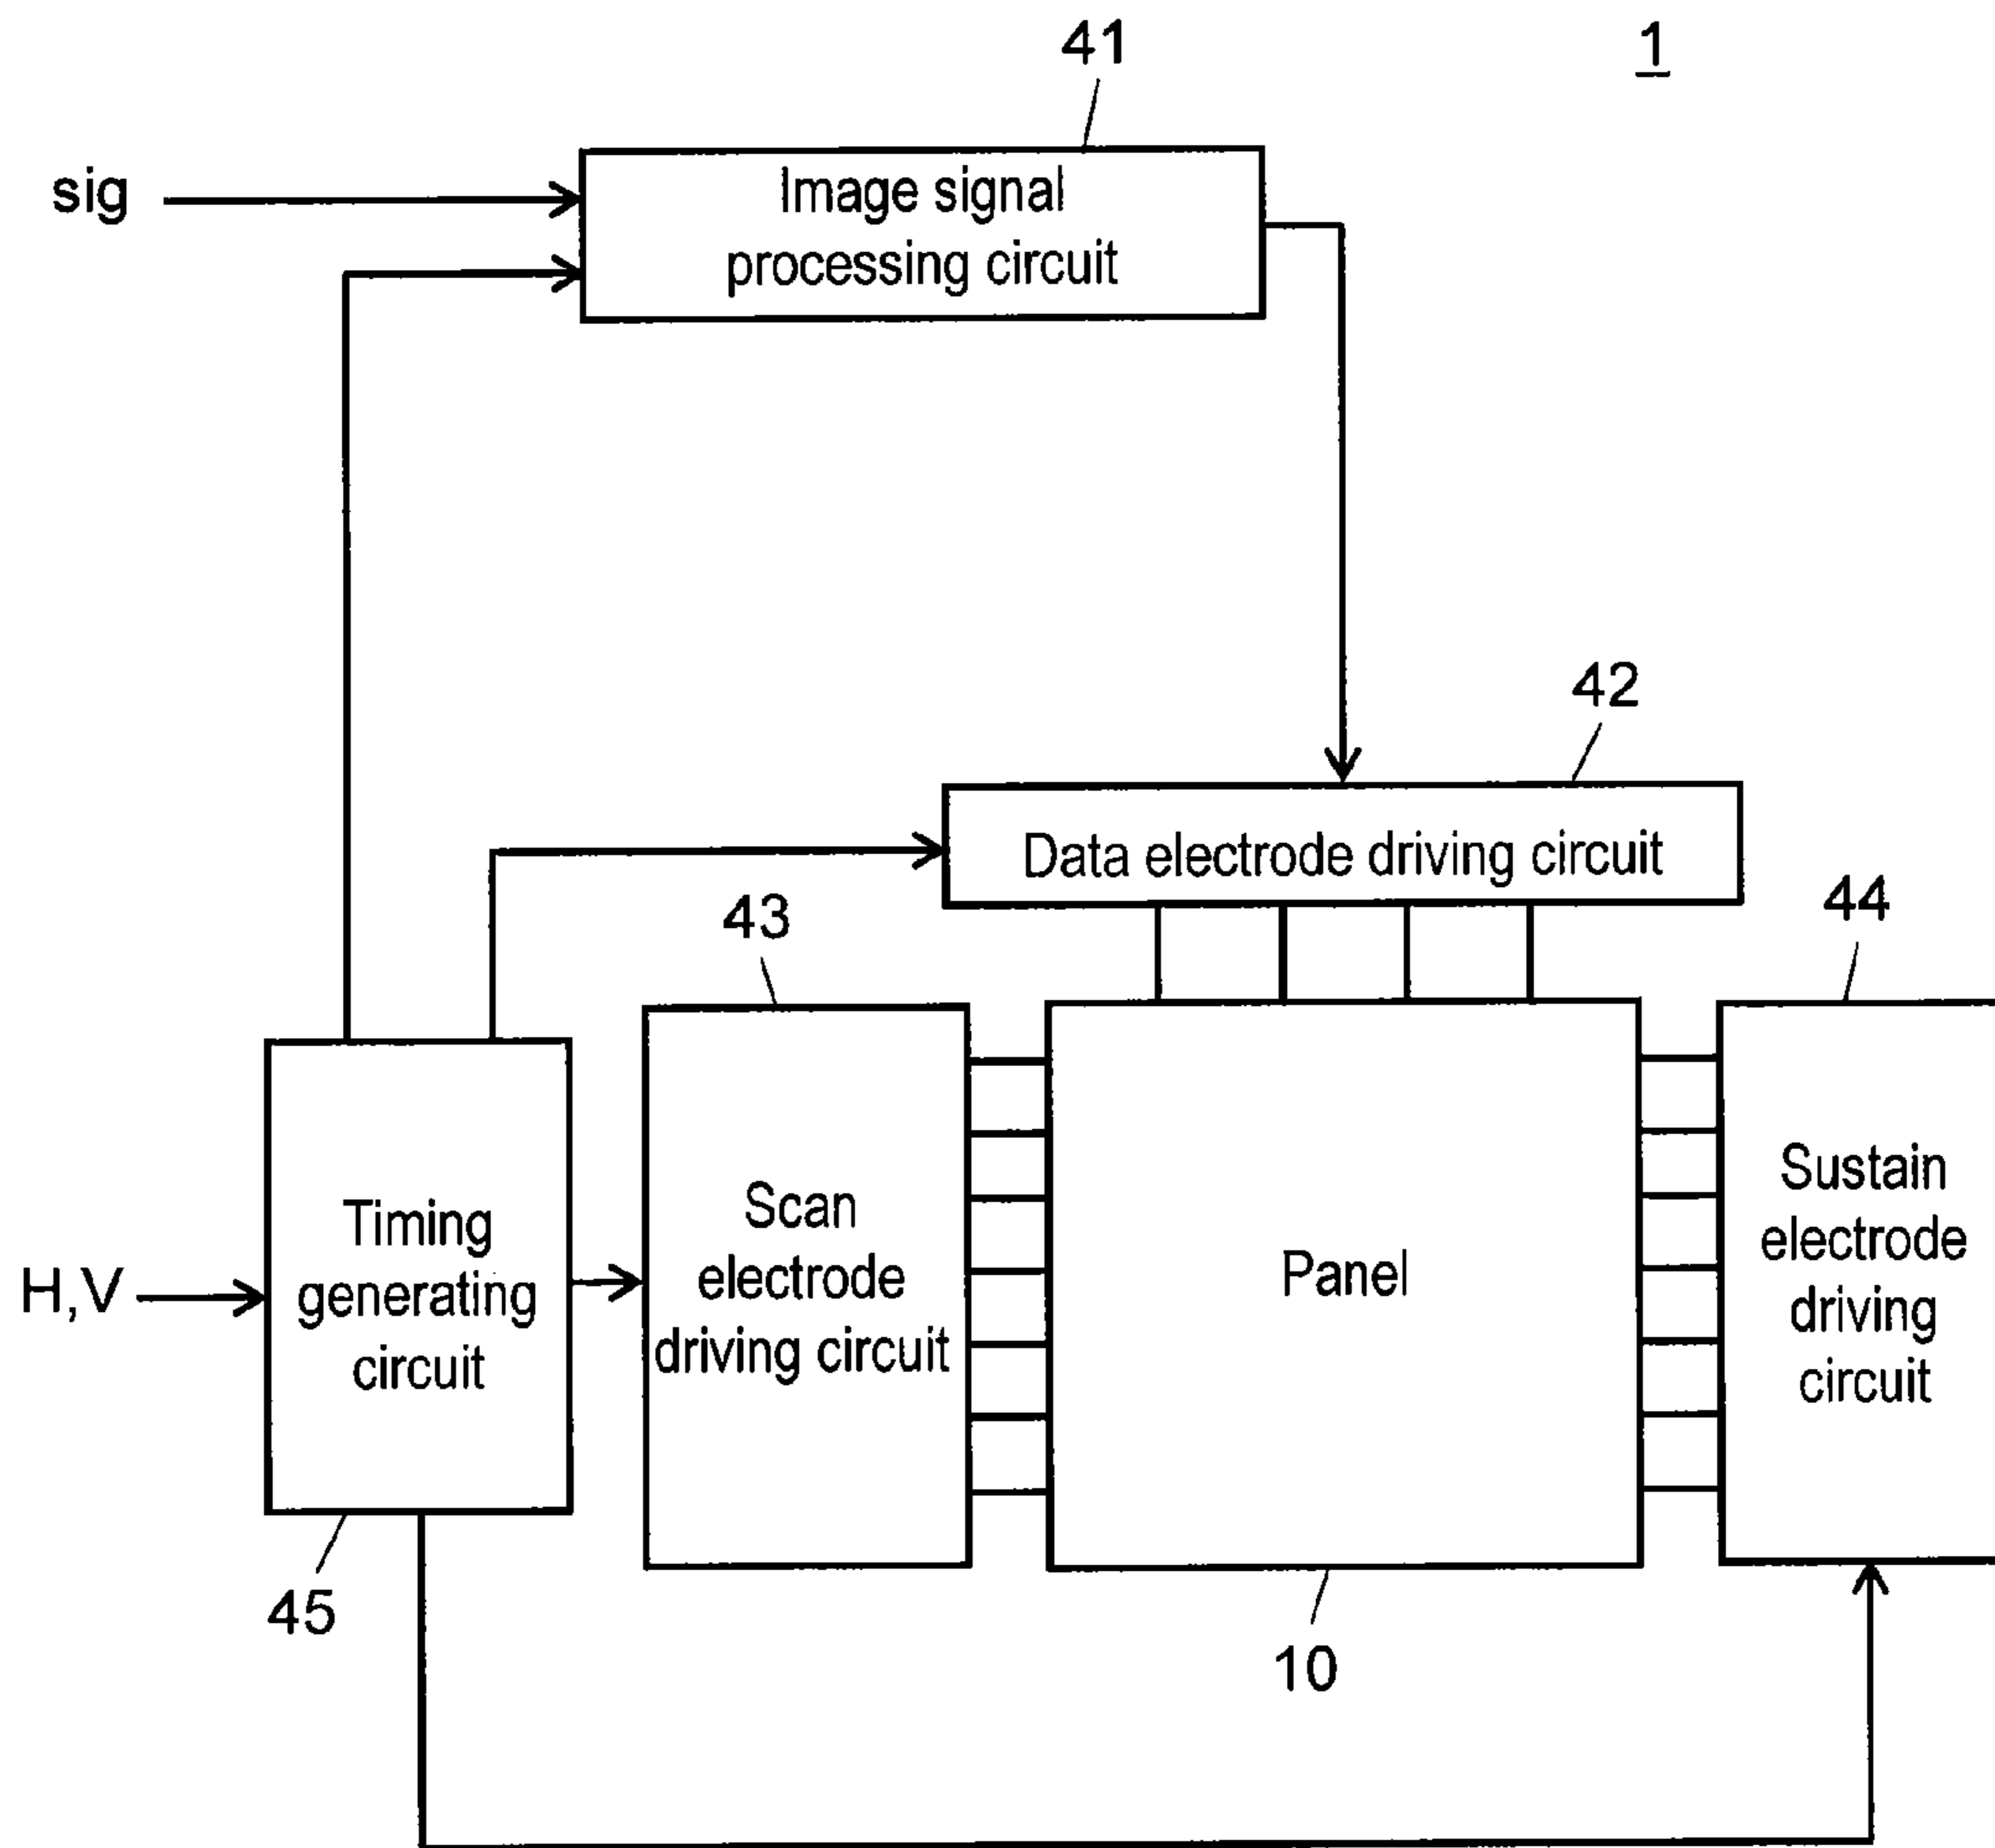 41
1
sig
Image signal
processing circuit
42
Data electrode driving circuit
43
44
H,V
Timing
generating
circuit
Scan
electrode
driving circuit
Panel
Sustain
electrode
driving
circuit
45
10